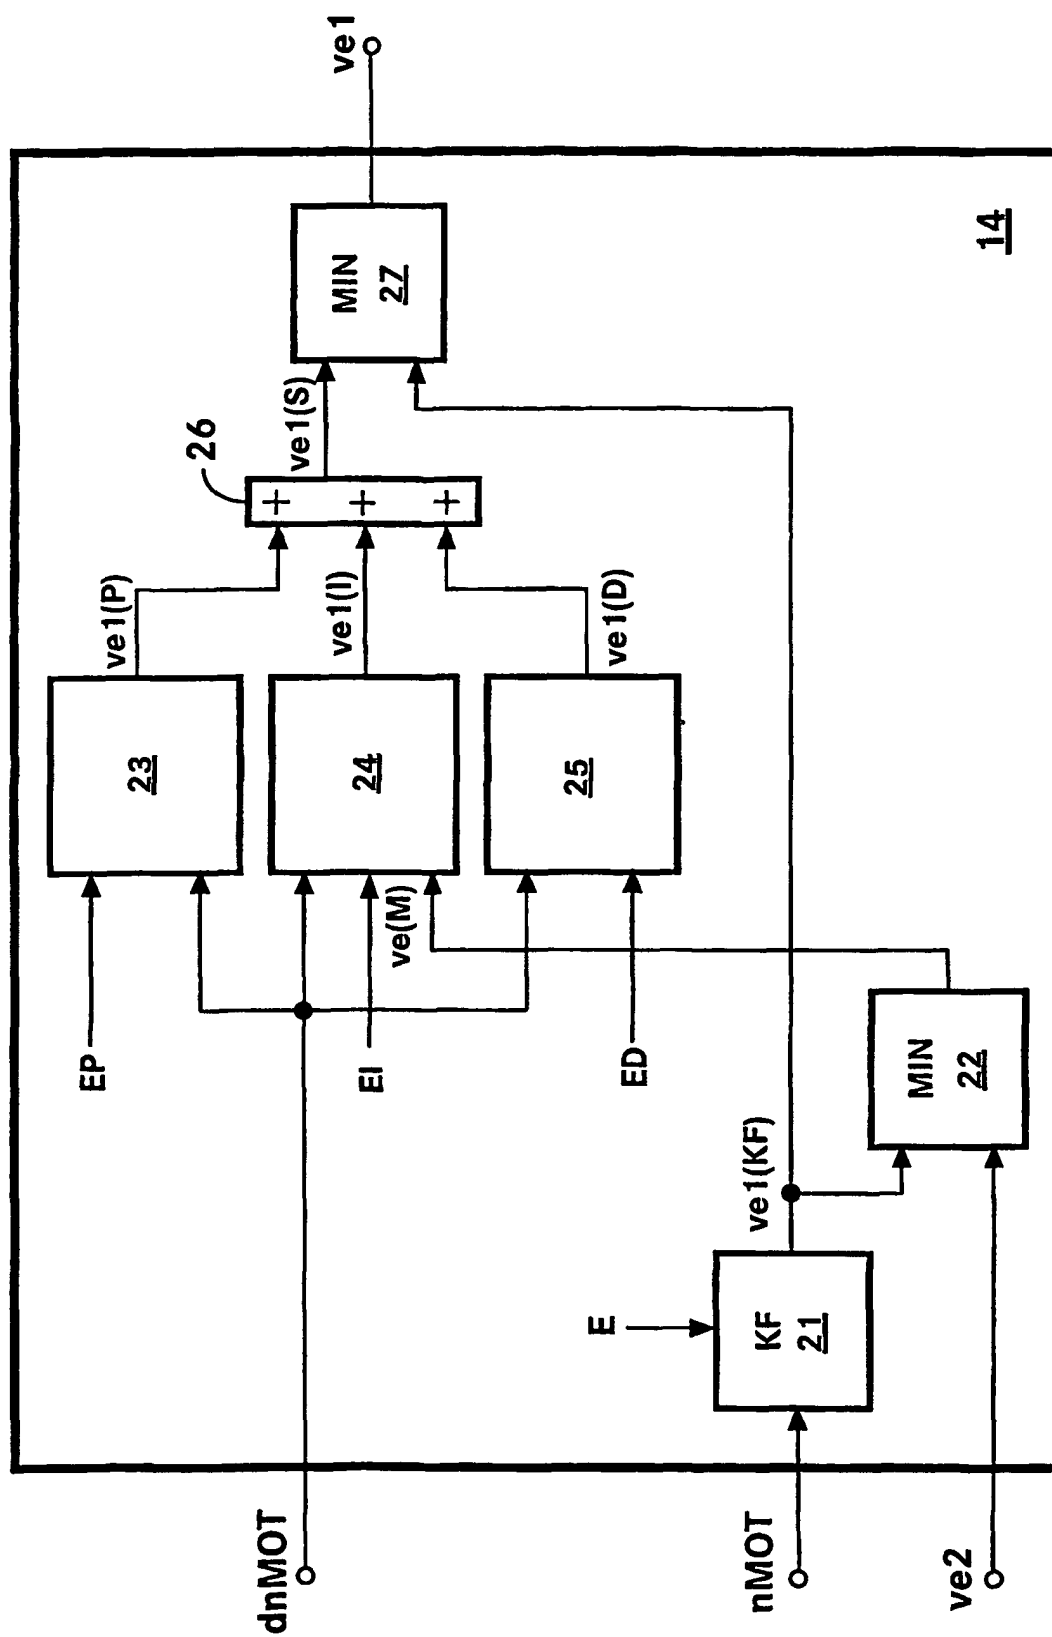 dnMOT
nMOT
ve2
EP
EI
ED
E
KF
21
ve1(KF)
MIN
22
ve(M)
23
24
25
ve1(P)
ve1(I)
ve1(D)
26
ve1(S)
MIN
27
ve1
14
+
+
+